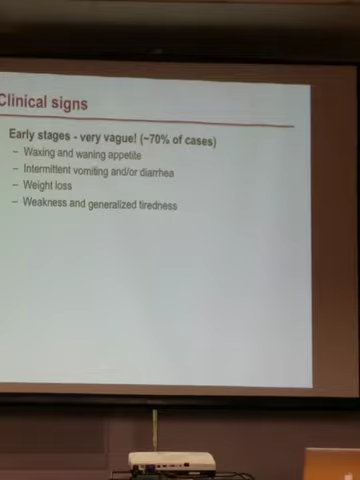 Clinical signs
Early stages - very vague! (~70% of cases)
– Waxing and waning appetite
– Intermittent vomiting and/or diarrhea
– Weight loss
– Weakness and generalized tiredness